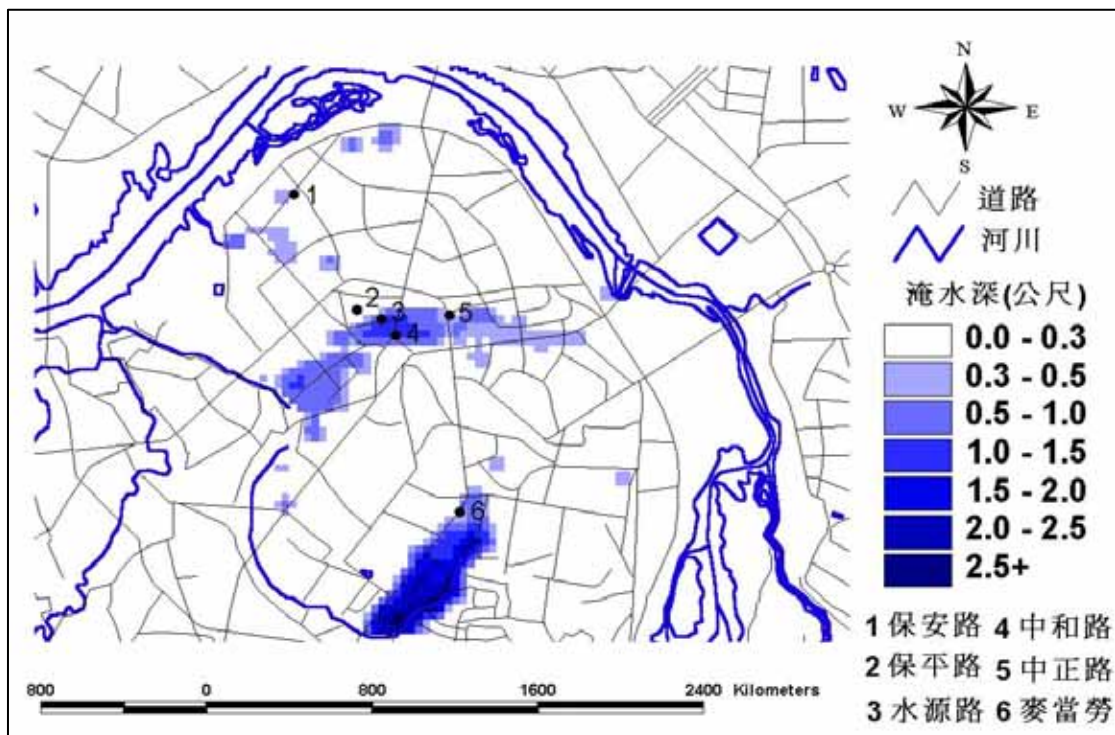 N
W E
S
道路
河川
淹水深(公尺)
0.0 - 0.3
0.3 - 0.5
0.5 - 1.0
1.0 - 1.5
1.5 - 2.0
2.0 - 2.5
2.5+
1 保安路 4 中和路
2 保平路 5 中正路
3 水源路 6 麥當勞
1
2
3
5
4
6
800 0 800 1600 2400 Kilometers